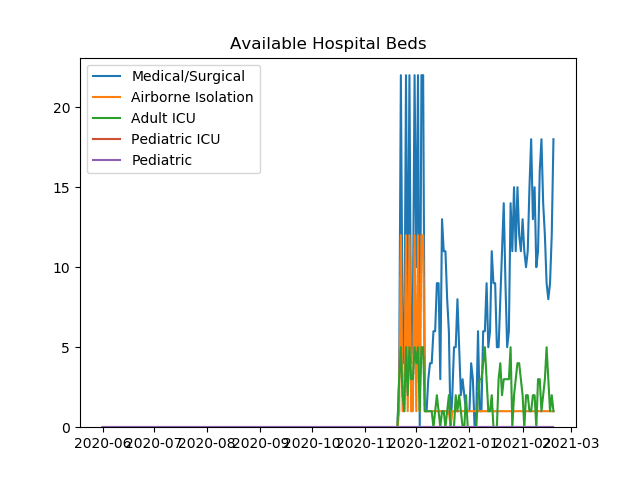 Available Hospital Beds
Medical/Surgical
Airborne Isolation
Adult ICU
Pediatric ICU
Pediatric
20
15
10
5
0
2020-06 2020-07 2020-08 2020-09 2020-10 2020-11 2020-12 2021-01 2021-02 2021-03